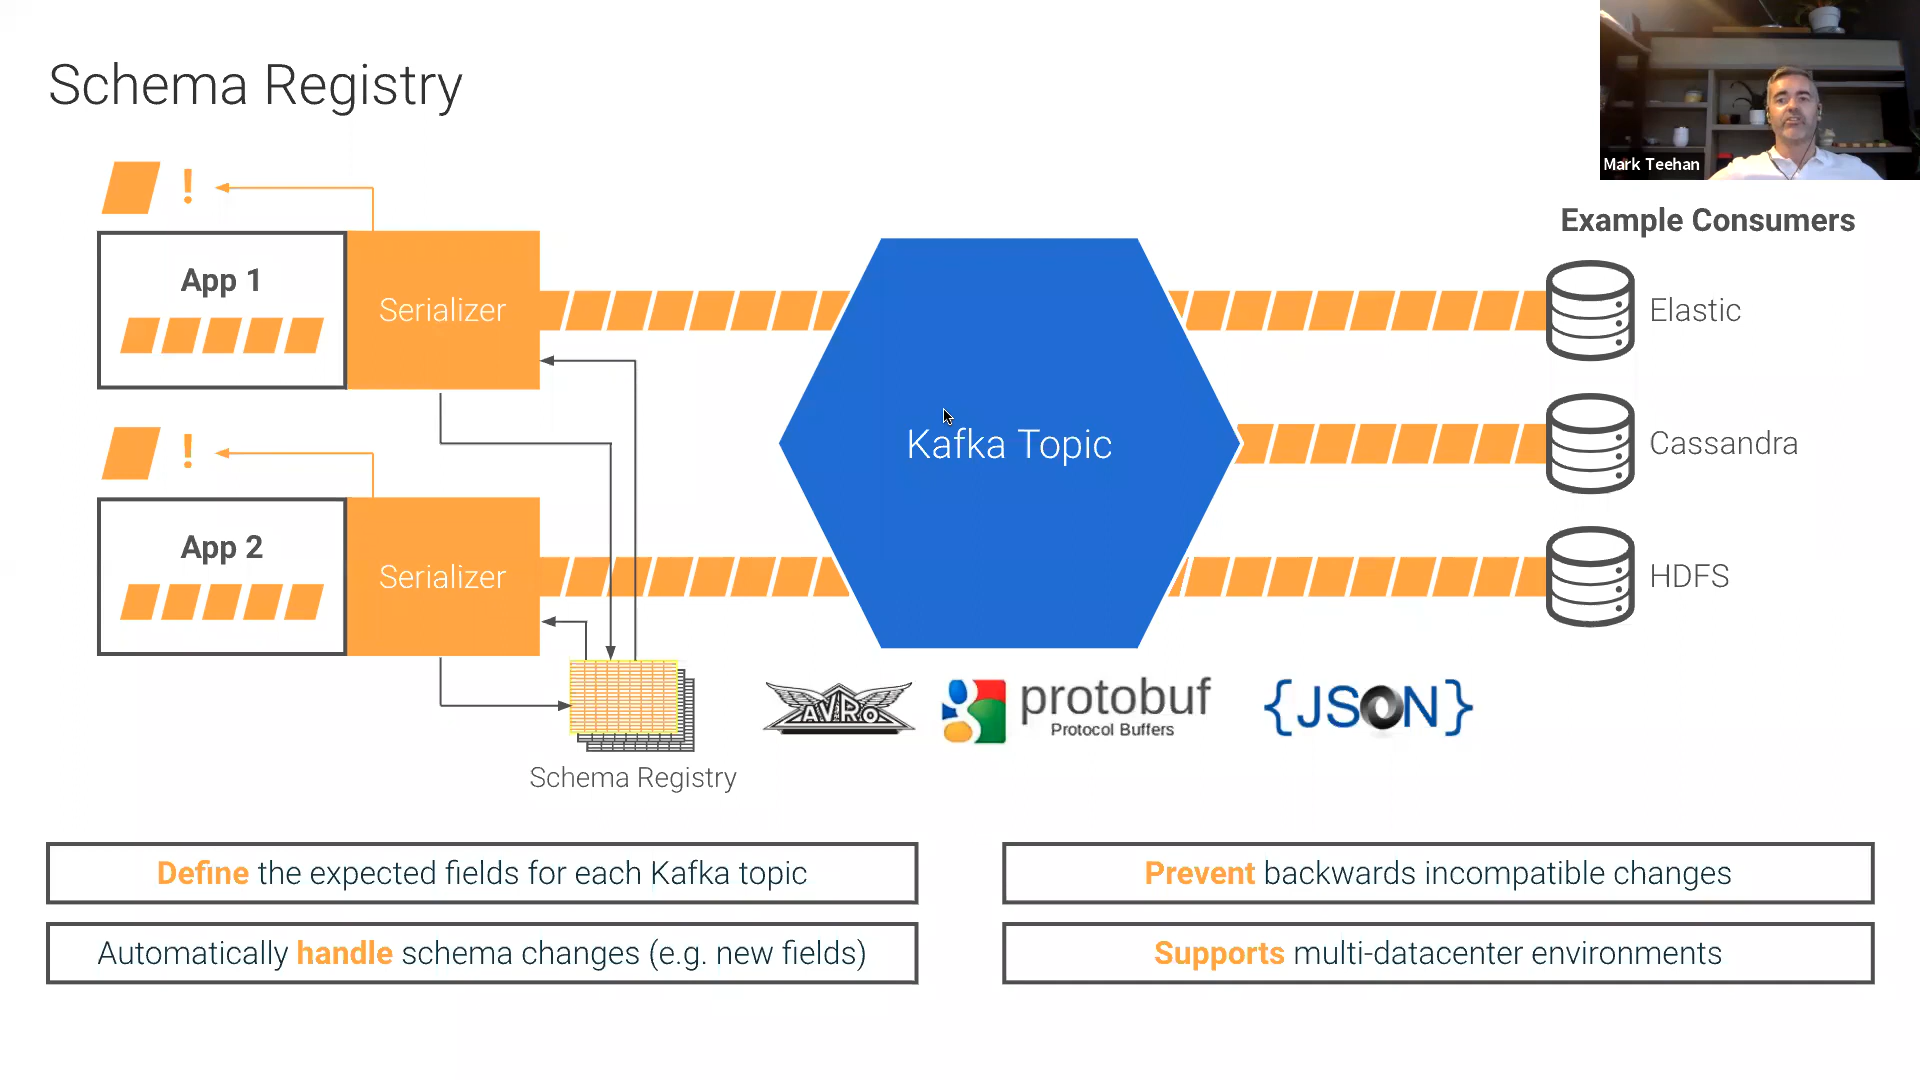 Schema Registry
Mark Teehan
!
App 1
Serializer
!
App 2
Serializer
Kafka Topic
Example Consumers
Elastic
Cassandra
HDFS
Schema Registry
AVRO
protobuf
Protocol Buffers
{JSON}
Define the expected fields for each Kafka topic
Prevent backwards incompatible changes
Automatically handle schema changes (e.g. new fields)
Supports multi-datacenter environments